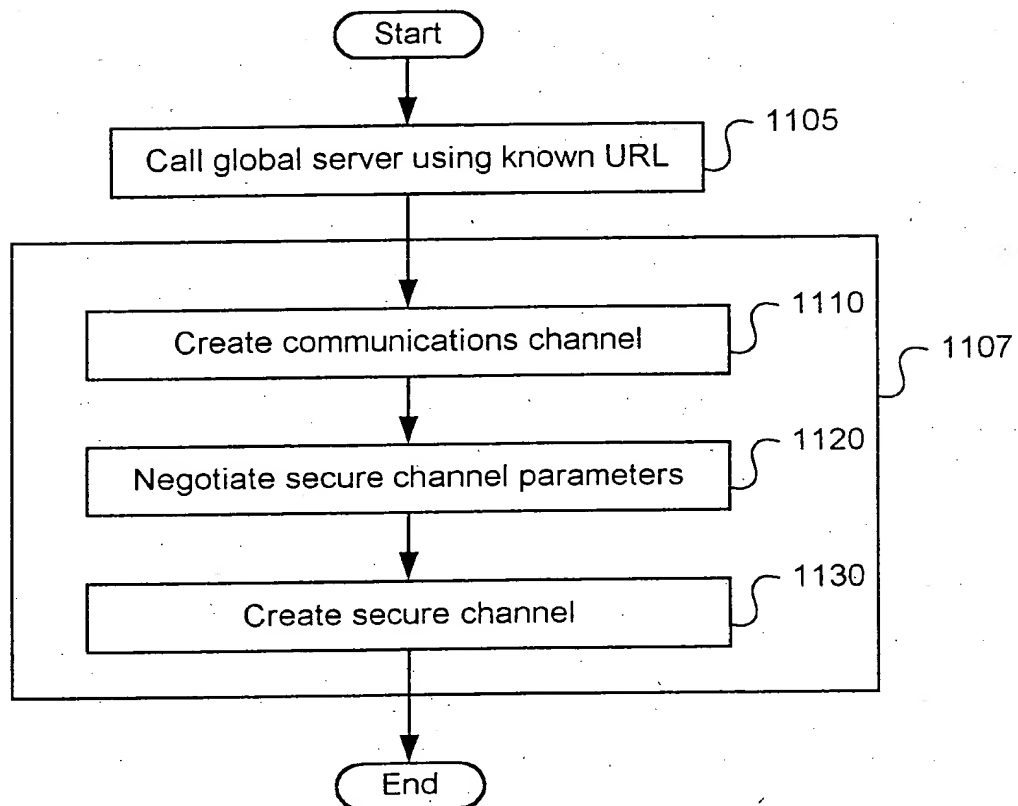 Start
Call global server using known URL
1105
Create communications channel
1110
1107
Negotiate secure channel parameters
1120
Create secure channel
1130
End